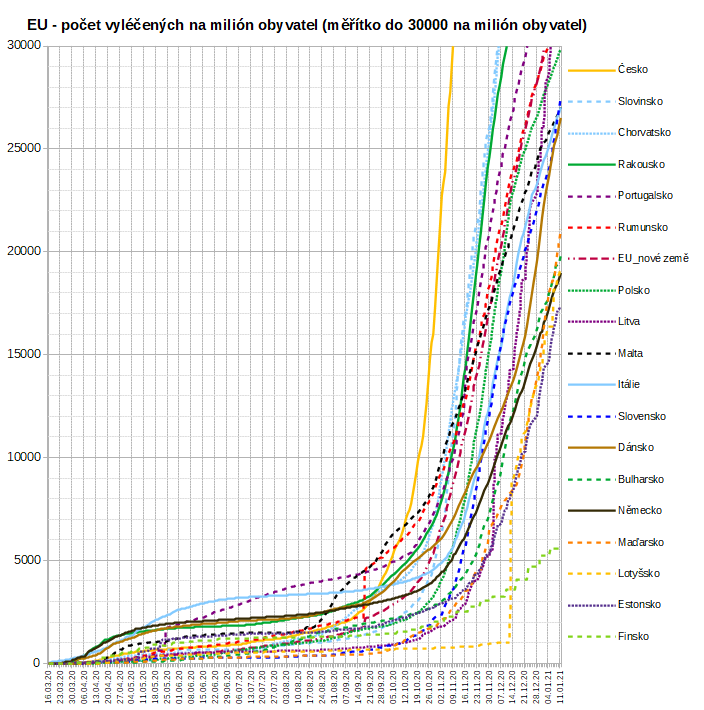 EU - počet vyléčených na milión obyvatel (měřítko do 30000 na milión obyvatel)
30000
25000
20000
15000
10000
5000
0
Česko
Slovinsko
Chorvatsko
Rakousko
Portugalsko
Rumunsko
EU_nové země
Polsko
Litva
Malta
Itálie
Slovensko
Dánsko
Bulharsko
Německo
Maďarsko
Lotyšsko
Estonsko
Finsko
16.03.20
23.03.20
30.03.20
06.04.20
13.04.20
20.04.20
27.04.20
04.05.20
11.05.20
18.05.20
25.05.20
01.06.20
08.06.20
15.06.20
22.06.20
29.06.20
06.07.20
13.07.20
20.07.20
27.07.20
03.08.20
10.08.20
17.08.20
24.08.20
31.08.20
07.09.20
14.09.20
21.09.20
28.09.20
05.10.20
12.10.20
19.10.20
26.10.20
02.11.20
09.11.20
16.11.20
23.11.20
30.11.20
07.12.20
14.12.20
21.12.20
28.12.20
04.01.21
11.01.21